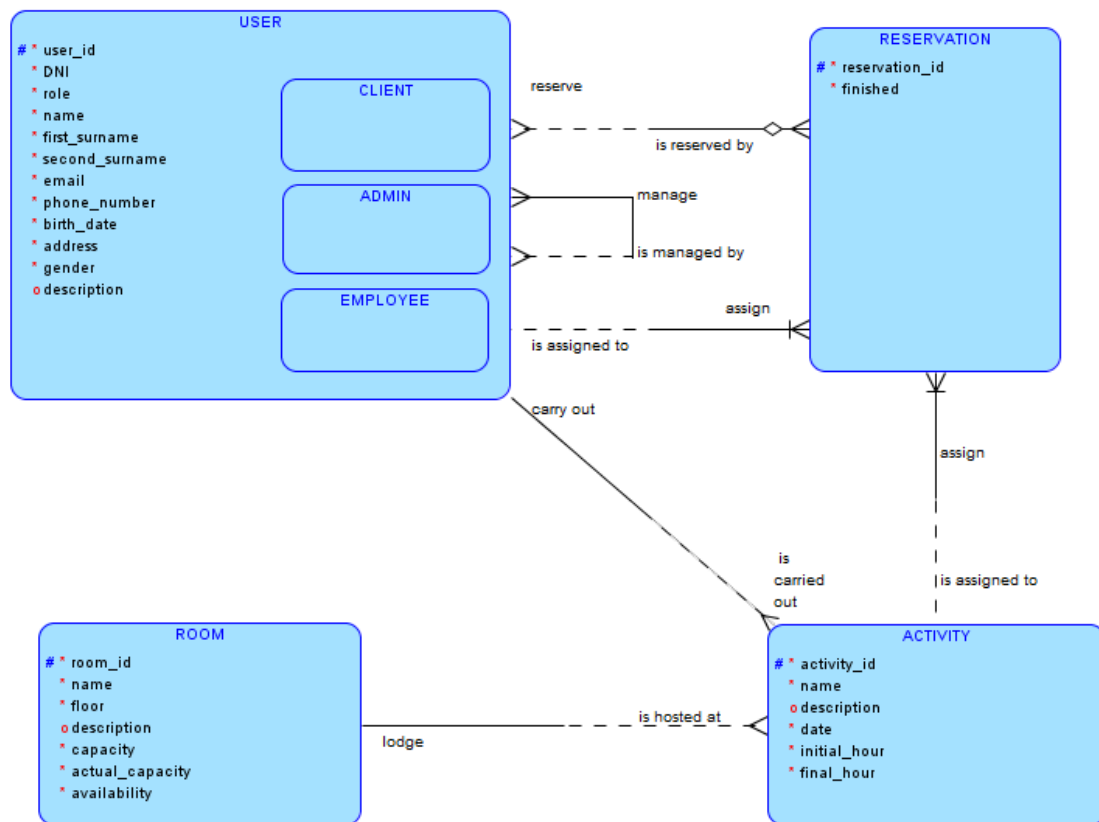 USER
# * user_id
* DNI
* role
* name
* first_surname
* second_surname
* email
* phone_number
* birth_date
* address
* gender
o description
CLIENT
ADMIN
EMPLOYEE
reserve
is reserved by
manage
is managed by
assign
is assigned to
RESERVATION
# * reservation_id
* finished
carry out
is
carried
out
assign
is assigned to
ROOM
# * room_id
* name
* floor
o description
* capacity
* actual_capacity
* availability
lodge
is hosted at
ACTIVITY
# * activity_id
* name
o description
* date
* initial_hour
* final_hour